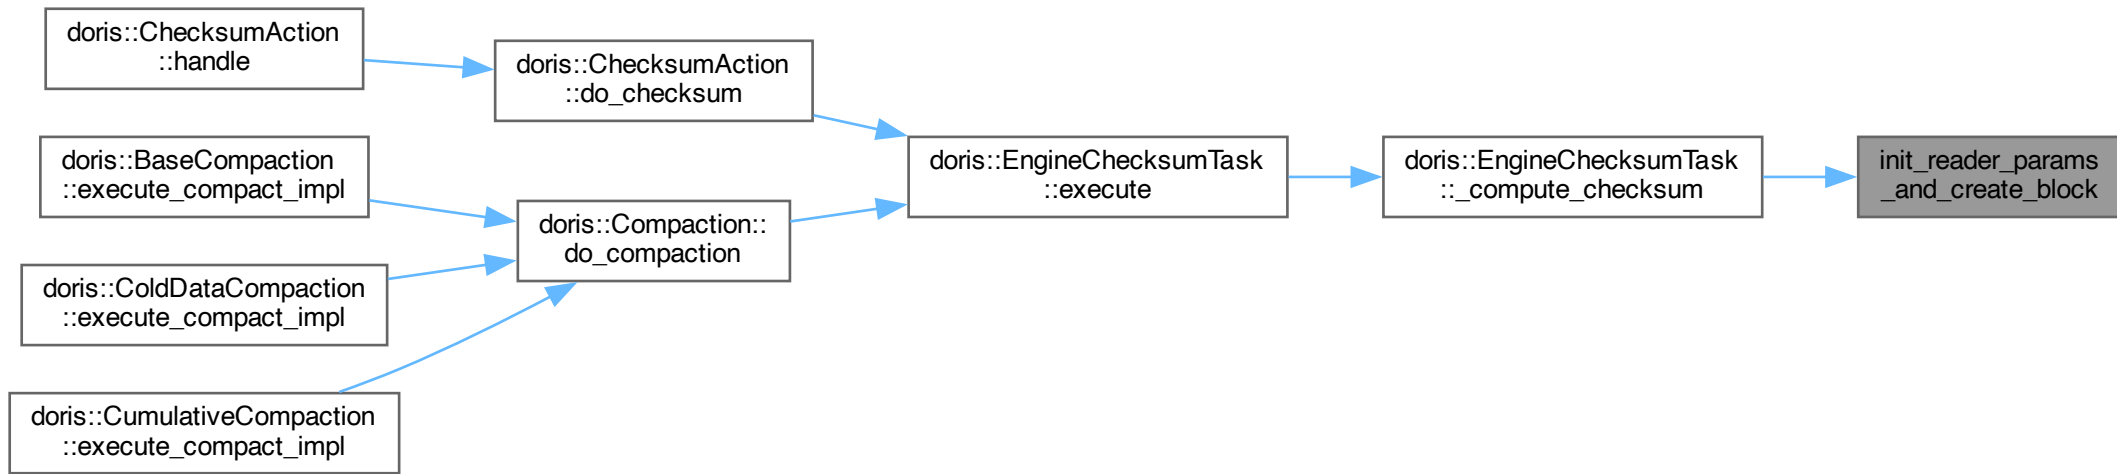 doris::ChecksumAction
::handle
doris::ChecksumAction
::do_checksum
doris::BaseCompaction
::execute_compact_impl
doris::EngineChecksumTask
::execute
doris::EngineChecksumTask
::_compute_checksum
init_reader_params
_and_create_block
doris::Compaction::
do_compaction
doris::ColdDataCompaction
::execute_compact_impl
doris::CumulativeCompaction
::execute_compact_impl